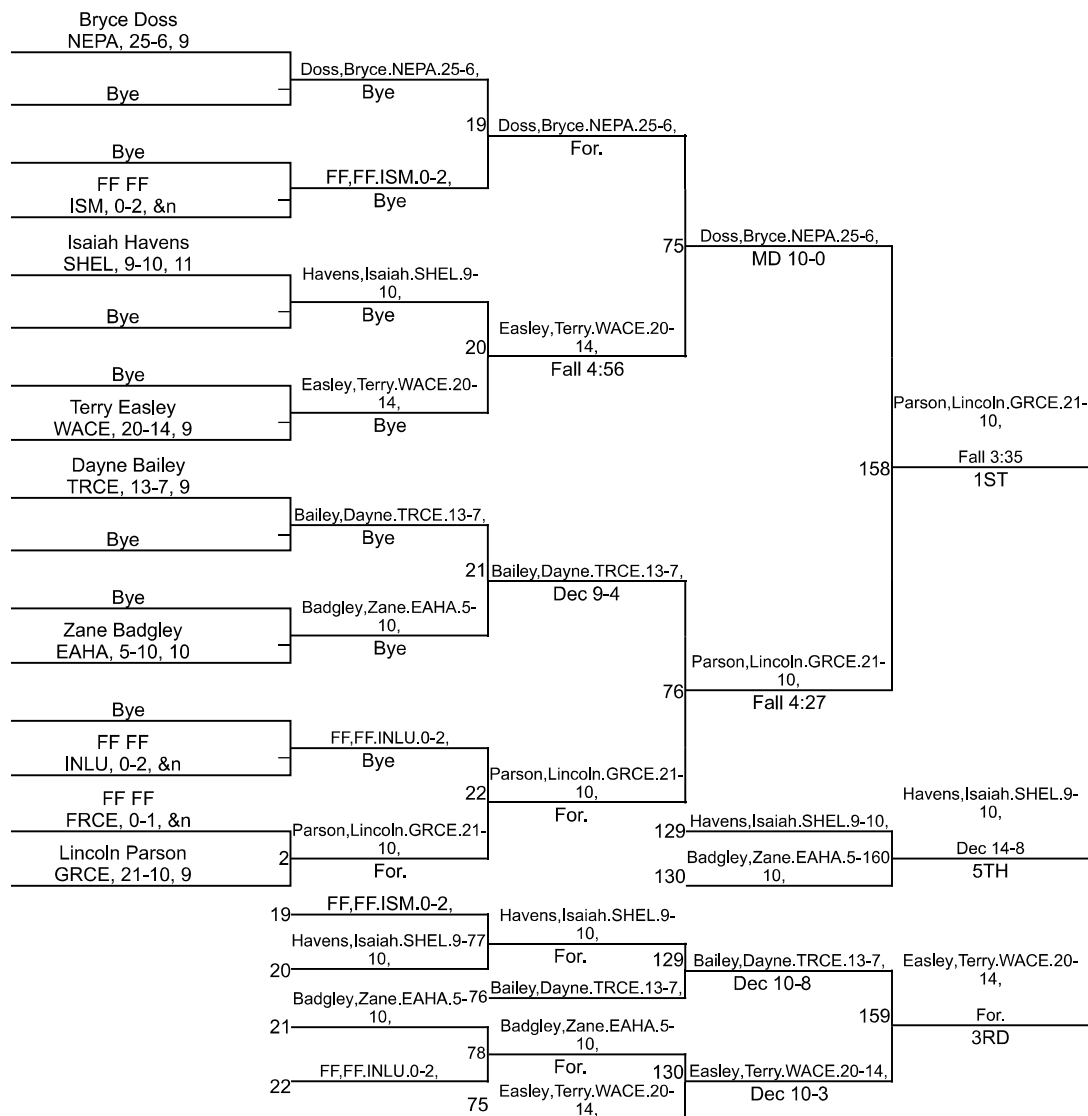 Bryce Doss
NEPA, 25-6, 9
Doss,Bryce.NEPA.25-6,
Bye
Bye
19
Doss,Bryce.NEPA.25-6,
For.
Bye
FF FF
ISM, 0-2, &n
FF,FF.ISM.0-2,
Bye
75
Doss,Bryce.NEPA.25-6,
MD 10-0
Isaiah Havens
SHEL, 9-10, 11
Havens,Isaiah.SHEL.9-
10,
Bye
Bye
20
Easley,Terry.WACE.20-
14,
Fall 4:56
Bye
Terry Easley
WACE, 20-14, 9
Easley,Terry.WACE.20-
14,
Bye
158
Parson,Lincoln.GRCE.21-
10,
Fall 3:35
1ST
Dayne Bailey
TRCE, 13-7, 9
Bailey,Dayne.TRCE.13-7,
Bye
Bye
21
Bailey,Dayne.TRCE.13-7,
Dec 9-4
Bye
Zane Badgley
EAHA, 5-10, 10
Badgley,Zane.EAHA.5-
10,
Bye
76
Parson,Lincoln.GRCE.21-
10,
Fall 4:27
Bye
FF FF
INLU, 0-2, &n
FF,FF.INLU.0-2,
Bye
22
Parson,Lincoln.GRCE.21-
10,
For.
FF FF
FRCE, 0-1, &n
2
Lincoln Parson
GRCE, 21-10, 9
Parson,Lincoln.GRCE.21-
10,
For.
129
Havens,Isaiah.SHEL.9-10,
130
Badgley,Zane.EAHA.5-160
10,
Havens,Isaiah.SHEL.9-
10,
Dec 14-8
5TH
19
FF,FF.ISM.0-2,
20
Havens,Isaiah.SHEL.9-77
10,
Havens,Isaiah.SHEL.9-
10,
For.
76
Bailey,Dayne.TRCE.13-7,
129
Bailey,Dayne.TRCE.13-7,
Dec 10-8
21
Badgley,Zane.EAHA.5-
10,
22
FF,FF.INLU.0-2,
78
Badgley,Zane.EAHA.5-
10,
For.
75
Easley,Terry.WACE.20-
14,
130
Easley,Terry.WACE.20-14,
Dec 10-3
159
Easley,Terry.WACE.20-
14,
For.
3RD